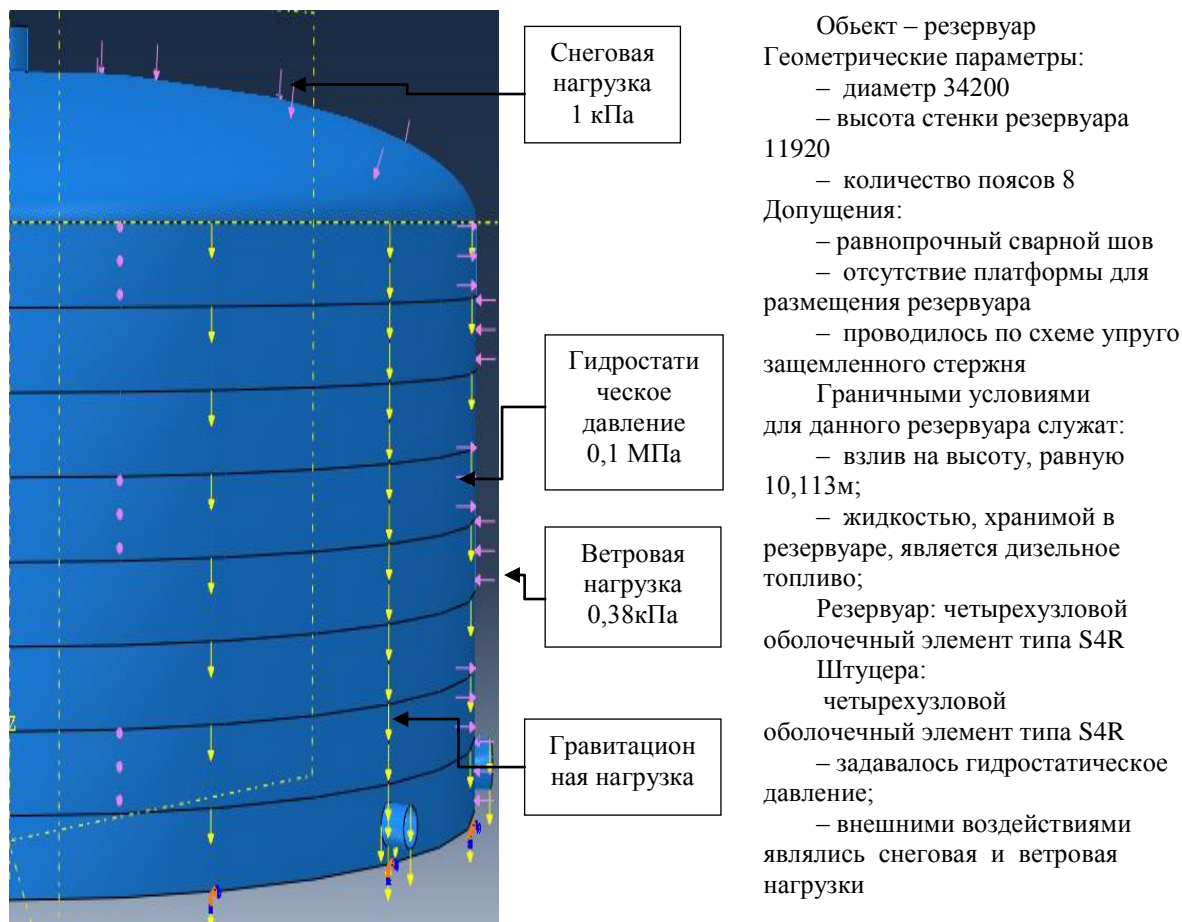 Снеговая
нагрузка
1 кПа
Гидростати
ческое
давление
0,1 МПа
Ветровая
нагрузка
0,38кПа
Гравитацион
ная нагрузка
Z
Обьект – резервуар
Геометрические параметры:
– диаметр 34200
– высота стенки резервуара
11920
– количество поясов 8
Допущения:
– равнопрочный сварной шов
– отсутствие платформы для
размещения резервуара
– проводилось по схеме упруго
защемленного стержня
Граничными условиями
для данного резервуара служат:
– взлив на высоту, равную
10,113м;
– жидкостью, хранимой в
резервуаре, является дизельное
топливо;
Резервуар: четырехузловой
оболочечный элемент типа S4R
Штуцера:
четырехузловой
оболочечный элемент типа S4R
– задавалось гидростатическое
давление;
– внешними воздействиями
являлись снеговая и ветровая
нагрузки